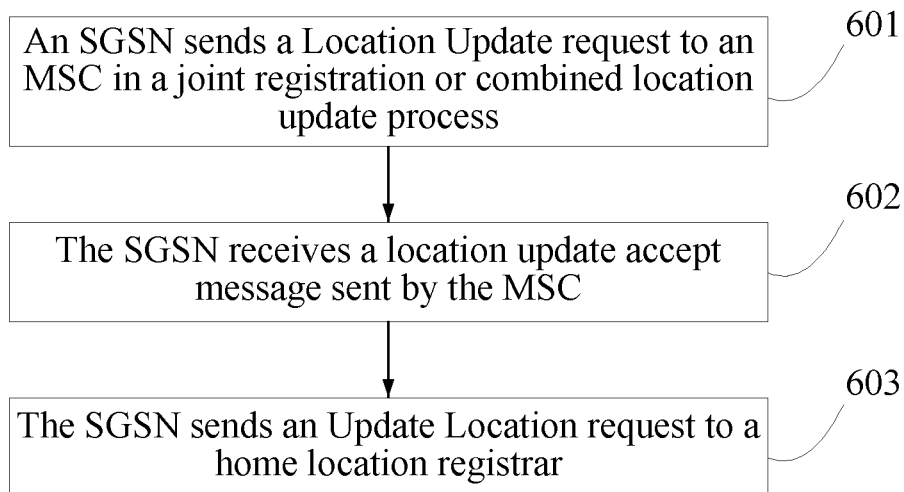 An SGSN sends a Location Update request to an
MSC in a joint registration or combined location
update process
601
The SGSN receives a location update accept
message sent by the MSC
602
The SGSN sends an Update Location request to a
home location registrar
603